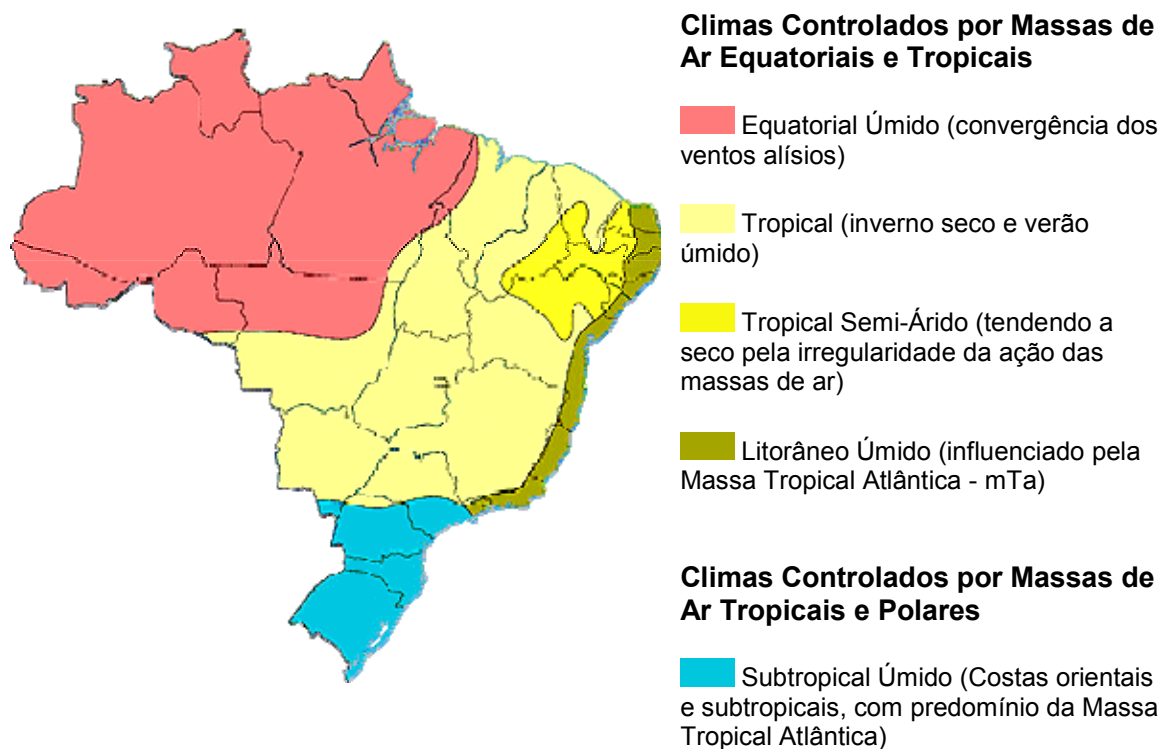 Climas Controlados por Massas de
Ar Equatoriais e Tropicais
Equatorial Úmido (convergência dos
ventos alísios)
Tropical (inverno seco e verão
úmido)
Tropical Semi-Árido (tendendo a
seco pela irregularidade da ação das
massas de ar)
Litorâneo Úmido (influenciado pela
Massa Tropical Atlântica - mTa)
Climas Controlados por Massas de
Ar Tropicais e Polares
Subtropical Úmido (Costas orientais
e subtropicais, com predomínio da Massa
Tropical Atlântica)